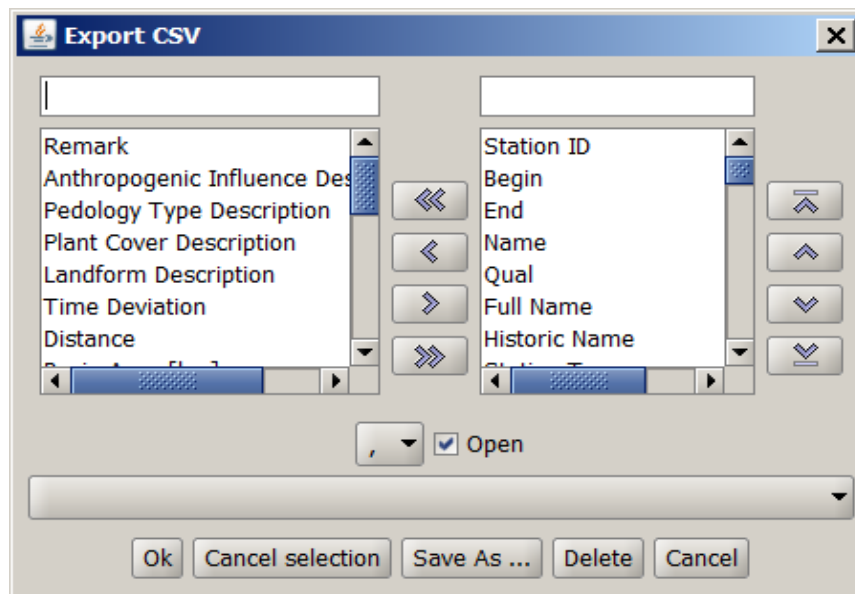 Export CSV
Remark
Anthropogenic Influence Des
Pedology Type Description
Plant Cover Description
Landform Description
Time Deviation
Distance
Station ID
Begin
End
Name
Qual
Full Name
Historic Name
, Open
Ok Cancel selection Save As ... Delete Cancel